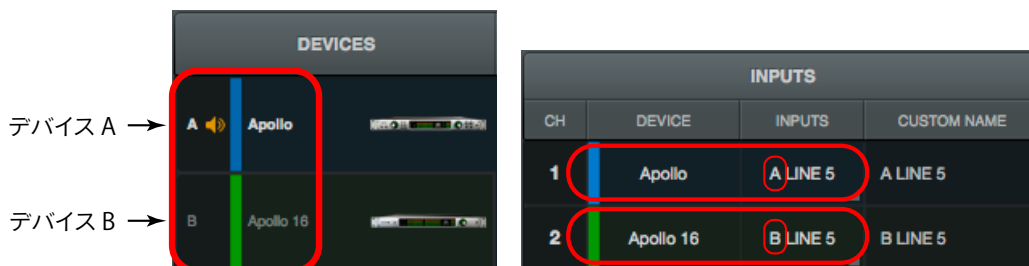 DEVICES
デバイス A
A Apollo
デバイス B
B Apollo 16
INPUTS
CH DEVICE INPUTS CUSTOM NAME
1 Apollo A LINE 5 A LINE 5
2 Apollo 16 B LINE 5 B LINE 5